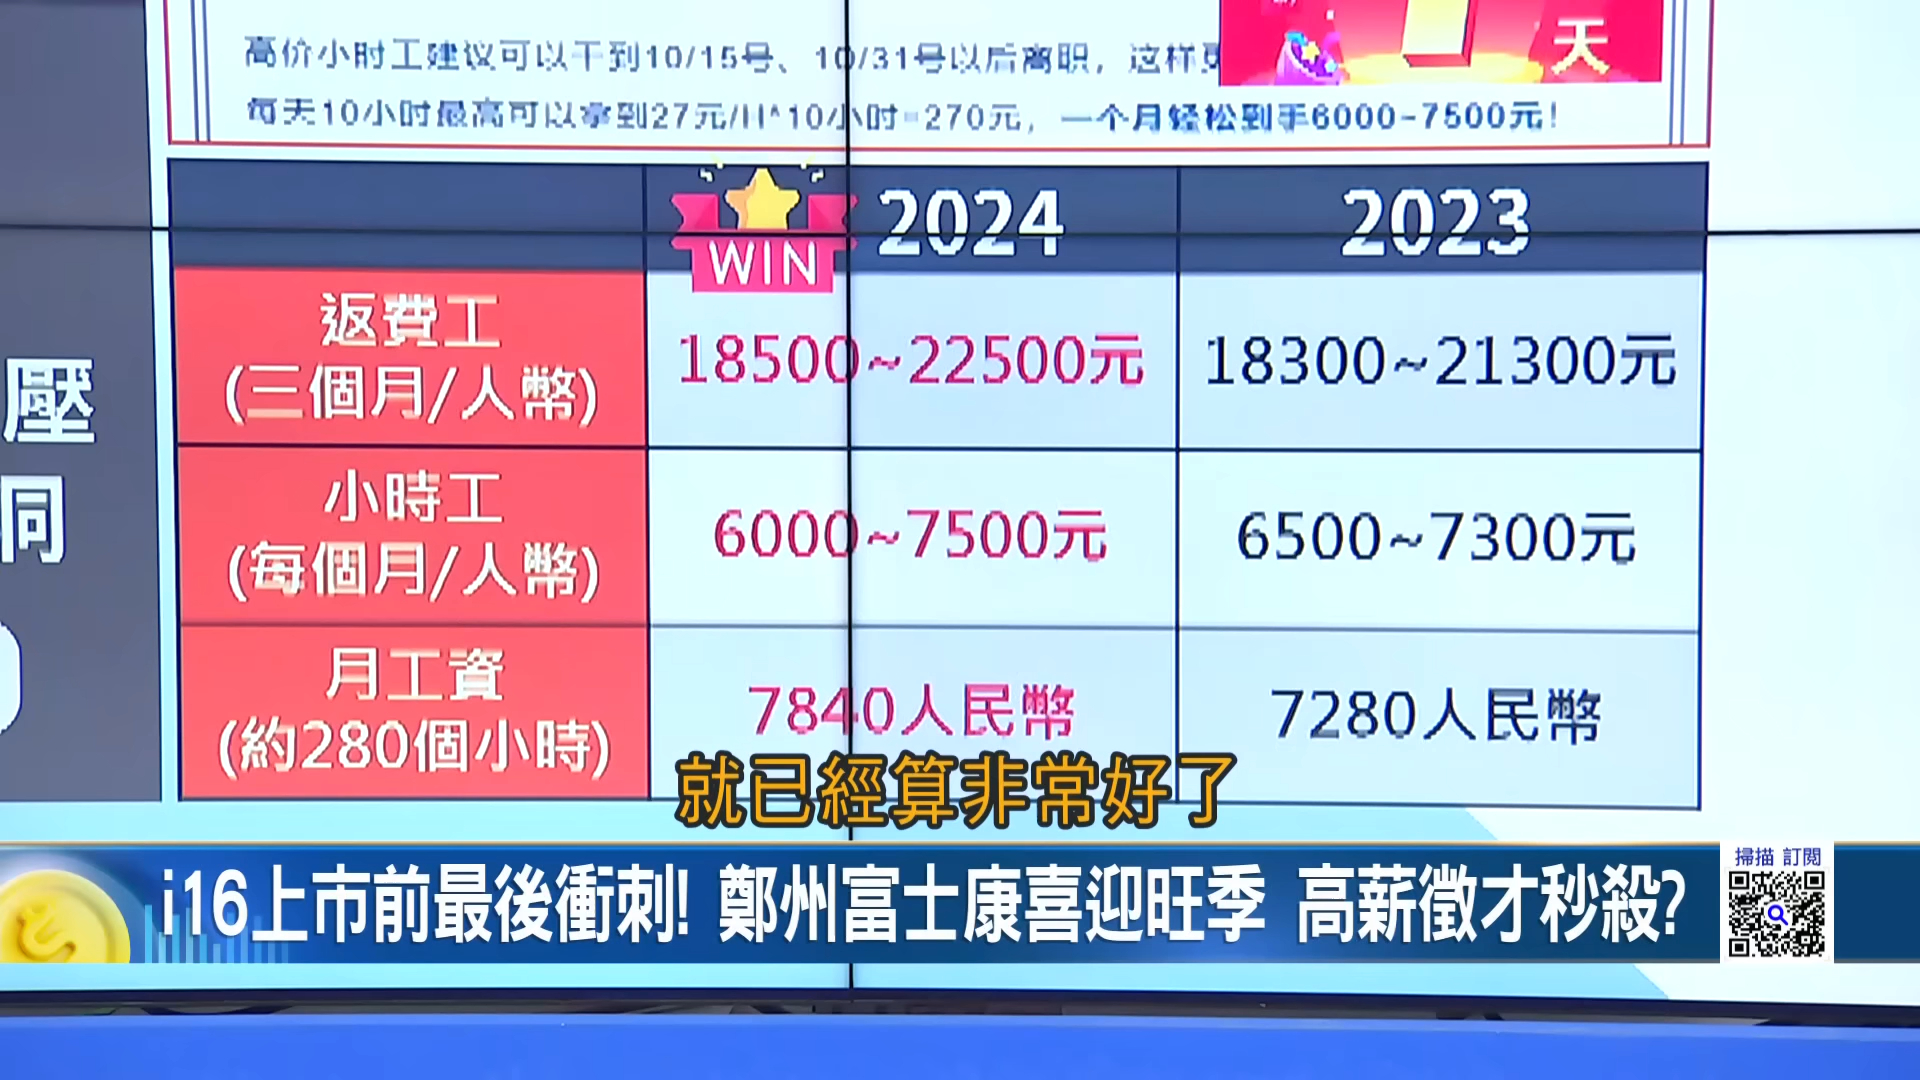 高价小时工建议可以干到10/15号、10/31号以后离职，这样
天
每天10小时最高可以拿到27元/H*10小时=270元，一个月轻松到手6000-7500元！
WIN 2024 2023
返費工
(三個月/人幣)
18500~22500元 18300~21300元
小時工
(每個月/人幣)
6000~7500元 6500~7300元
月工資
(約280個小時)
7840人民幣 7280人民幣
壓
同
就已經算非常好了
i16上市前最後衝刺! 鄭州富士康喜迎旺季 高薪徵才秒殺?
掃描 訂閱